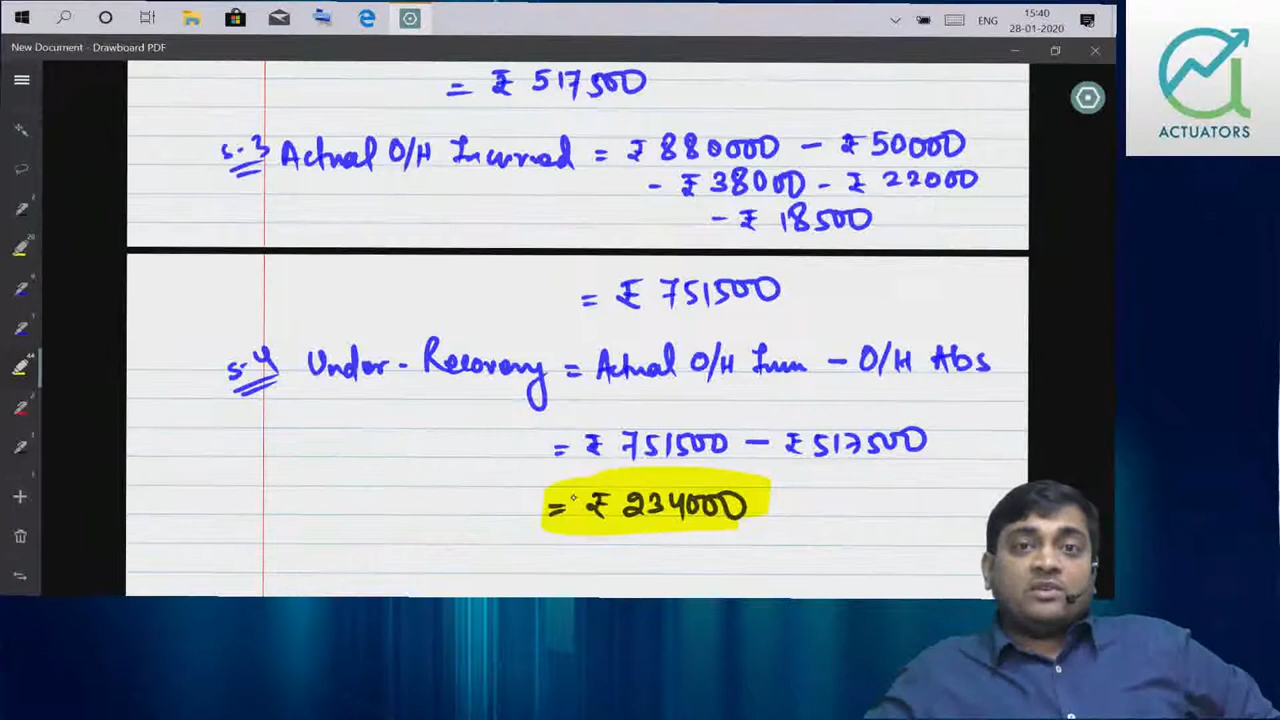 15:40
ENG
28-01-2020
New Document - Drawboard PDF
ACTUATORS
= ₹ 517500
S-3 Actual O/H Incurred = ₹ 880000 - ₹ 50000
- ₹ 38000 - ₹ 22000
- ₹ 18500
= ₹ 751500
S-4 Under-Recovery = Actual O/H Incurr - O/H Abs
= ₹ 751500 - ₹ 517500
= ₹ 234000